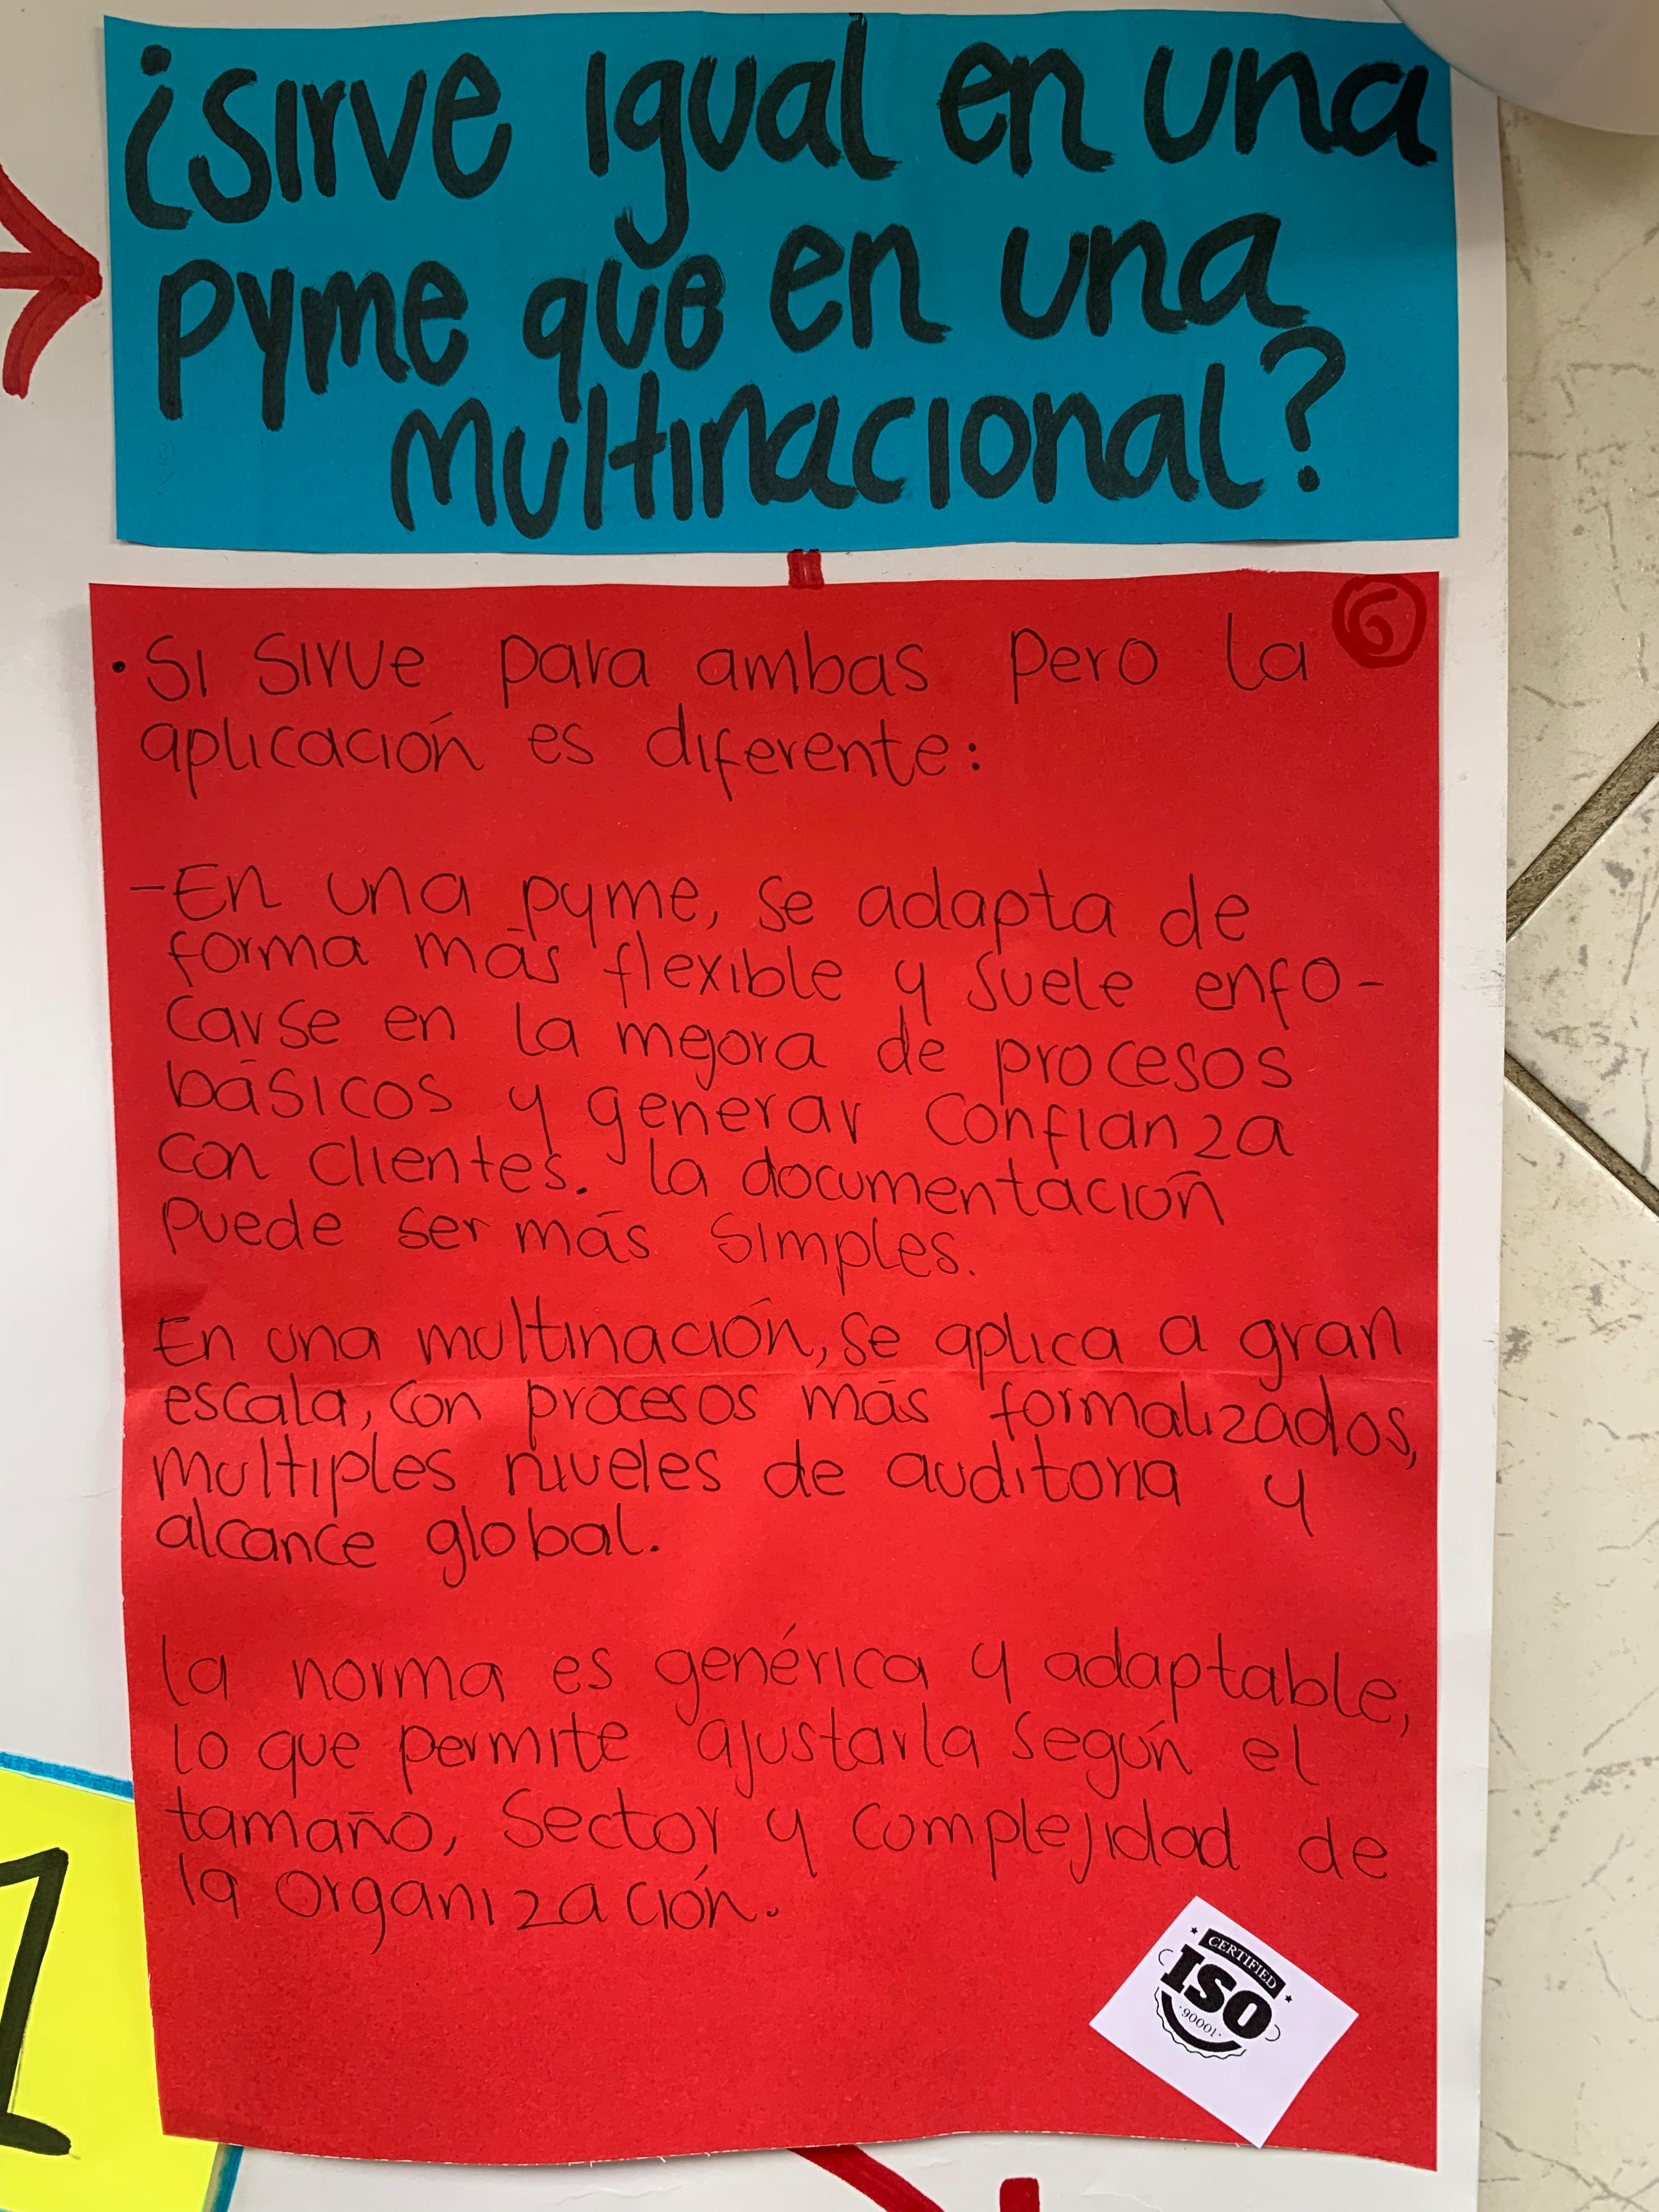 ¿Sirve igual en una
pyme que en una
multinacional?
6
• Si sirve para ambas pero la
aplicación es diferente:
- En una pyme, se adapta de
forma más flexible y suele enfo-
carse en la mejora de procesos
básicos y generar confianza
con clientes. la documentación
puede ser más simples.
En una multinación, se aplica a gran
escala, con procesos más formalizados,
multiples niveles de auditoria y
alcance global.
la norma es genérica y adaptable,
lo que permite ajustarla según el
tamaño, sector y complejidad de
la organización.
CERTIFIED
ISO
90001
1